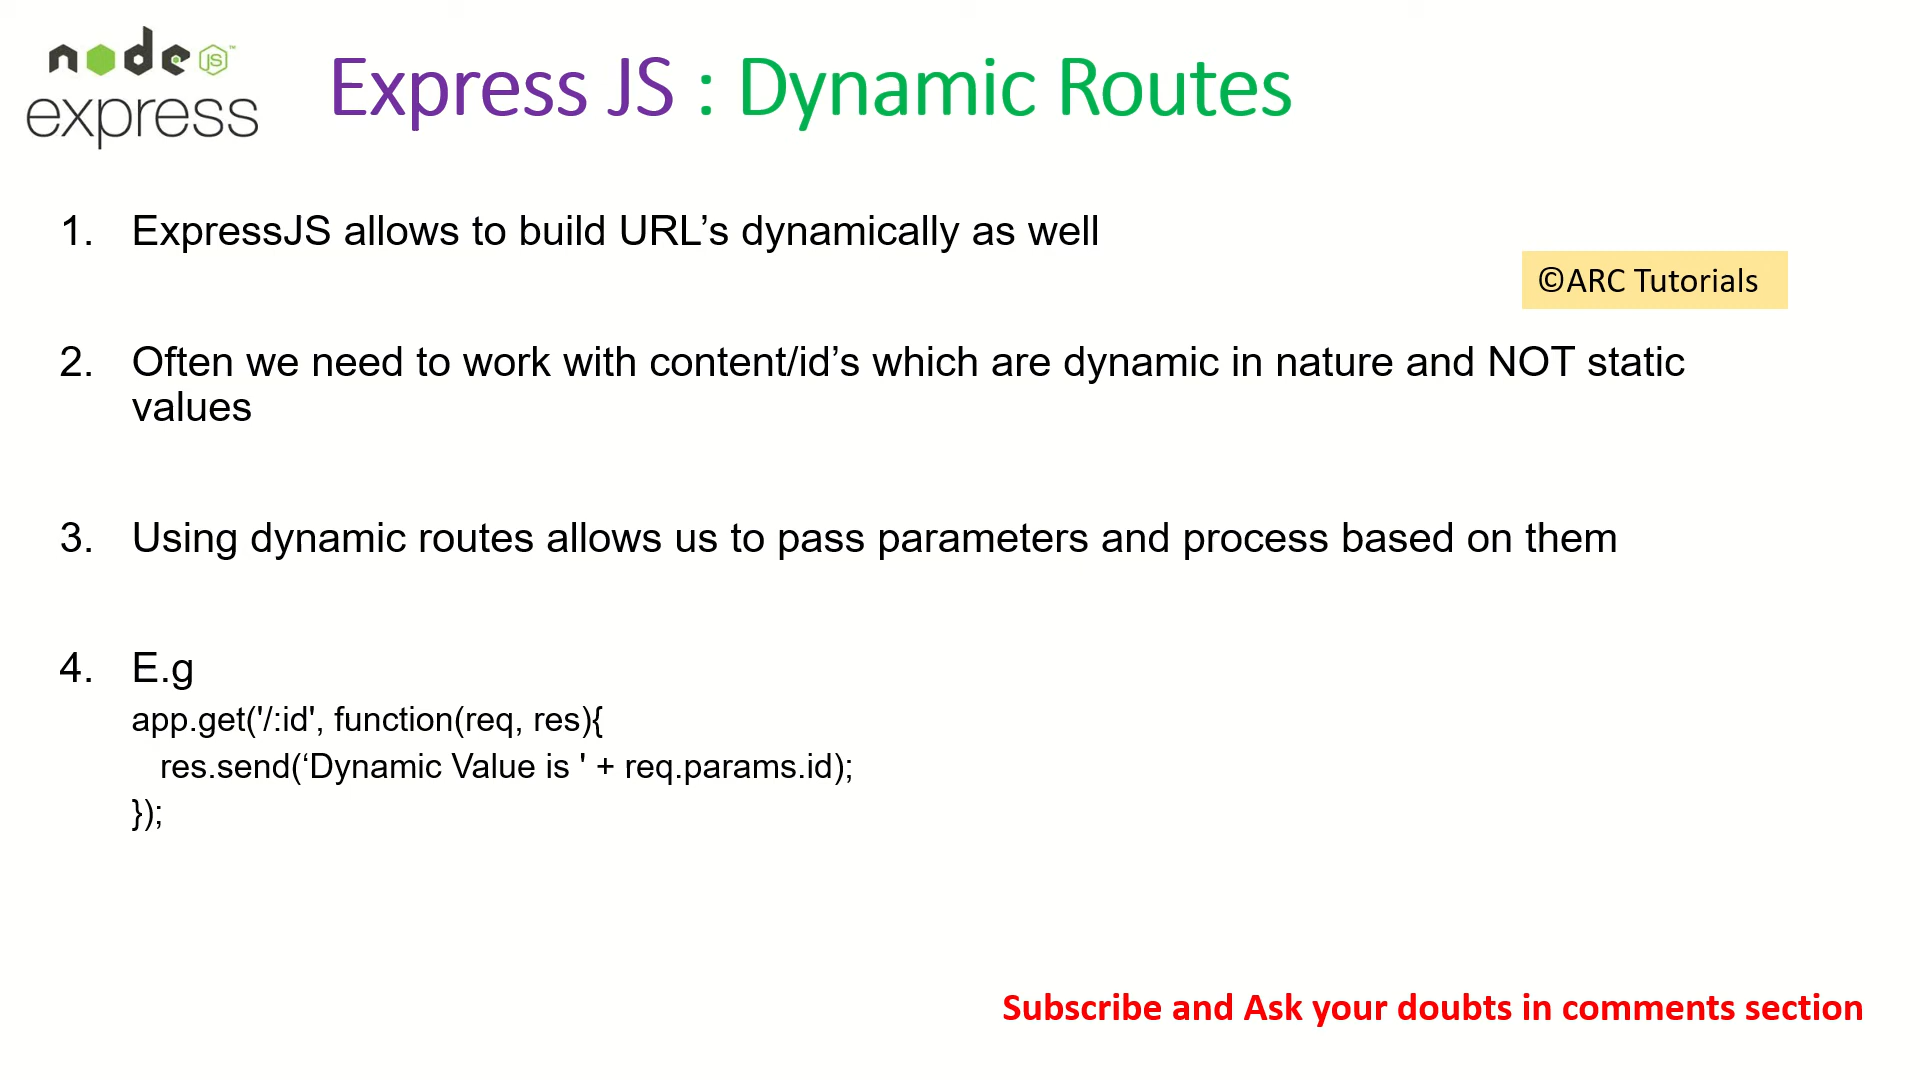 node JS ™
express
Express JS : Dynamic Routes
1. ExpressJS allows to build URL’s dynamically as well
©ARC Tutorials
2. Often we need to work with content/id’s which are dynamic in nature and NOT static
values
3. Using dynamic routes allows us to pass parameters and process based on them
4. E.g
app.get('/:id', function(req, res){
res.send(‘Dynamic Value is ' + req.params.id);
});
Subscribe and Ask your doubts in comments section